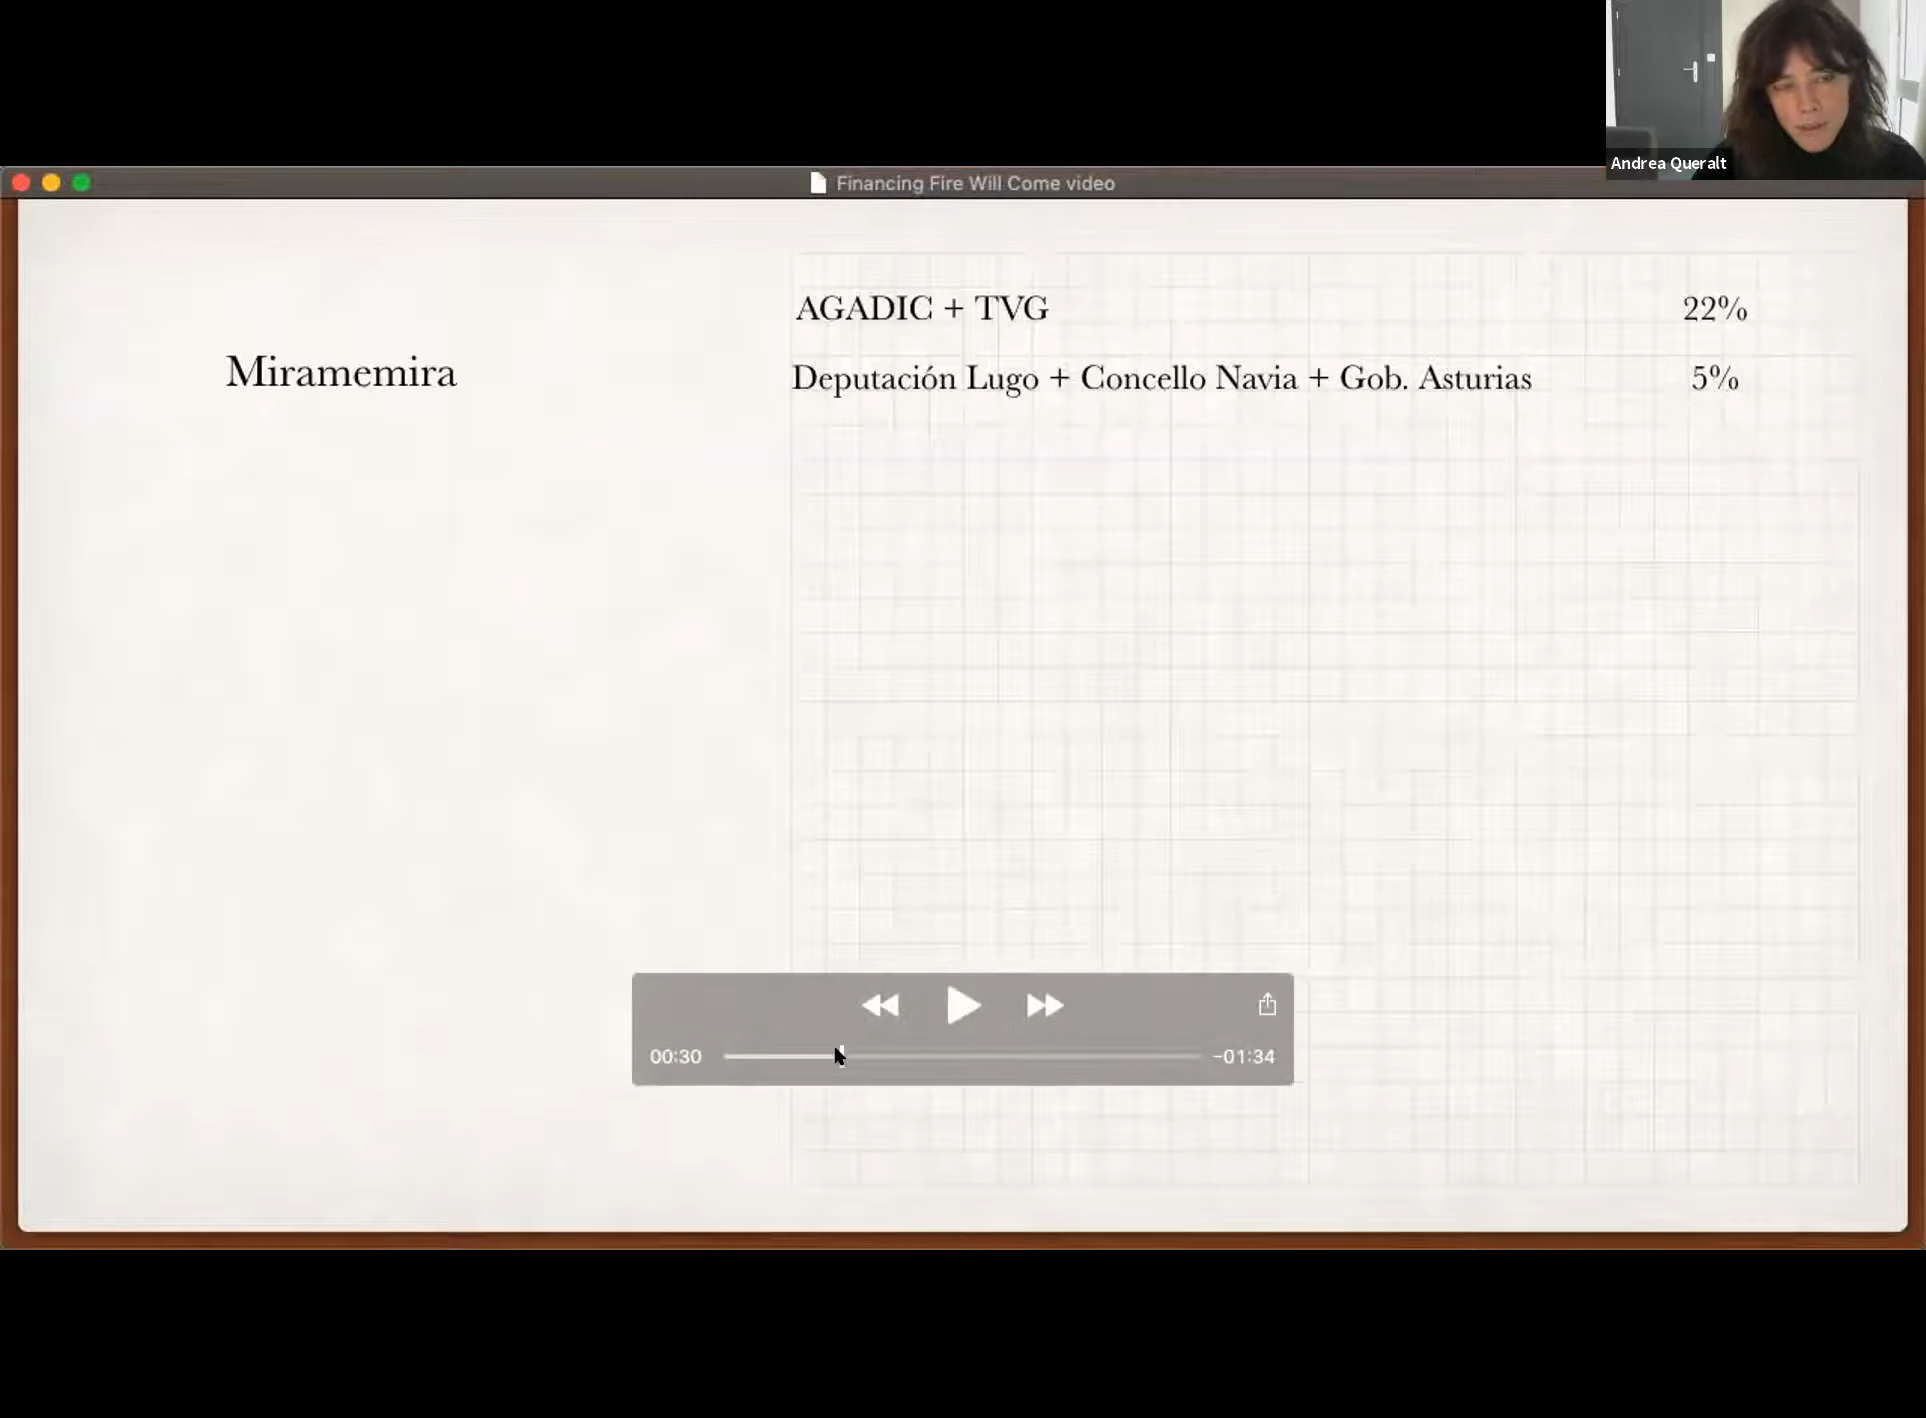 Andrea Queralt
Financing Fire Will Come video
AGADIC + TVG 22%
Miramemira
Deputación Lugo + Concello Navia + Gob. Asturias 5%
00:30 -01:34